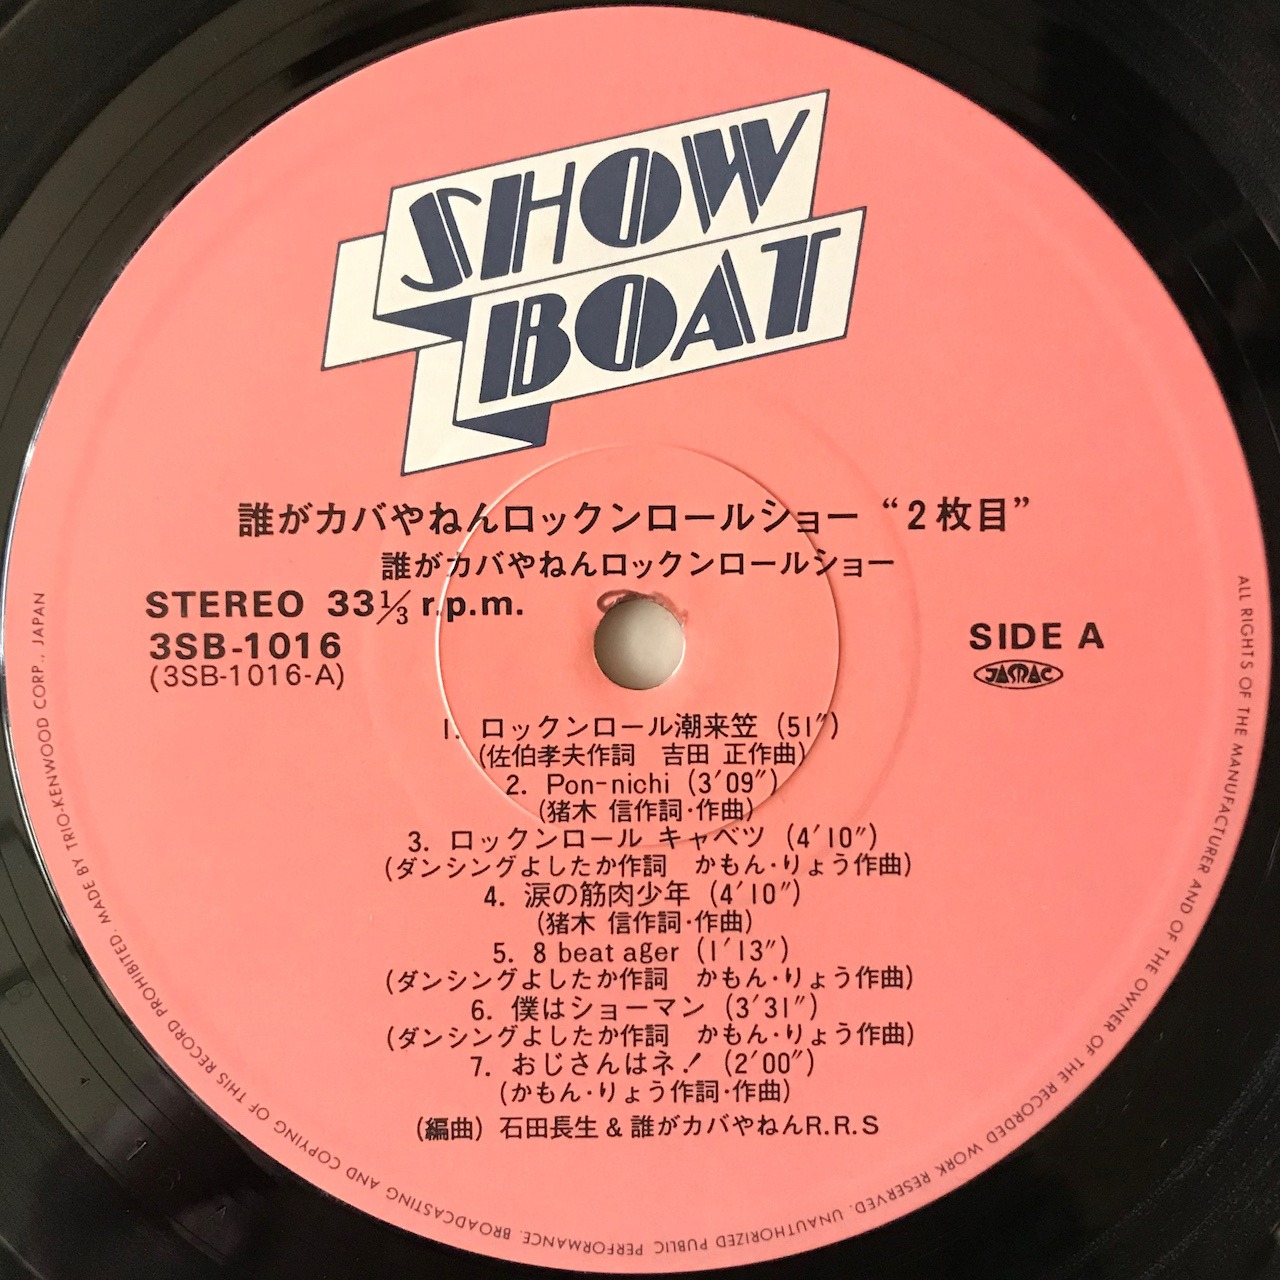 SHOW
BOAT
誰がカバやねんロックンロールショー “2枚目”
誰がカバやねんロックンロールショー
STEREO 33⅓ r.p.m.
3SB-1016
(3SB-1016-A)
SIDE A
JASRAC
1. ロックンロール潮来笠 (51″)
(佐伯孝夫作詞　吉田 正作曲)
2. Pon-nichi (3′09″)
(猪木 信作詞・作曲)
3. ロックンロール キャベツ (4′10″)
(ダンシングよしたか作詞　かもん・りょう作曲)
4. 涙の筋肉少年 (4′10″)
(猪木 信作詞・作曲)
5. 8 beat ager (1′13″)
(ダンシングよしたか作詞　かもん・りょう作曲)
6. 僕はショーマン (3′31″)
(ダンシングよしたか作詞　かもん・りょう作曲)
7. おじさんはネ! (2′00″)
(かもん・りょう作詞・作曲)
(編曲) 石田長生 & 誰がカバやねんR.R.S
ALL RIGHTS OF THE MANUFACTURER AND OF THE OWNER OF THE RECORDED WORK RESERVED. UNAUTHORIZED PUBLIC PERFORMANCE. BROADCASTING AND COPYING OF THIS RECORD PROHIBITED. MADE BY TRIO-KENWOOD CORP., JAPAN